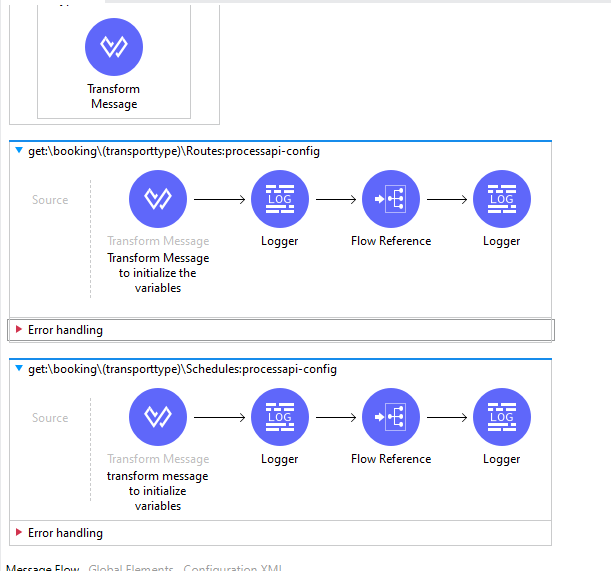 Transform
Message
get:\booking\(transporttype)\Routes:processapi-config
Source
LOG
LOG
Transform Message
Logger
Flow Reference
Logger
Transform Message
to initialize the
variables
Error handling
get:\booking\(transporttype)\Schedules:processapi-config
Source
LOG
LOG
Transform Message
Logger
Flow Reference
Logger
transform message
to initialize
variables
Error handling
Message Flow Global Elements Configuration XML